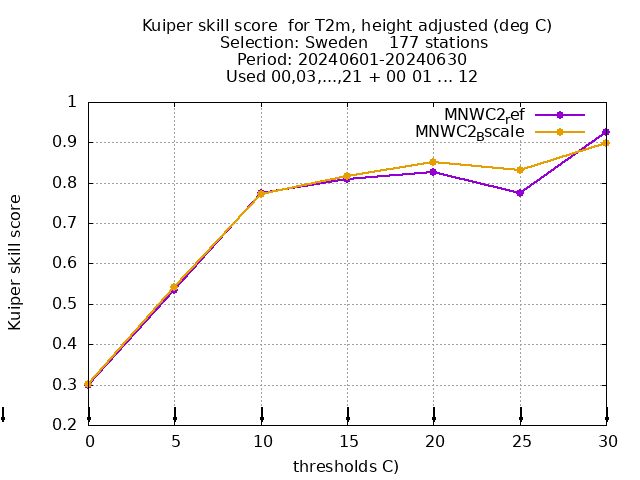 Kuiper skill score  for T2m, height adjusted (deg C)
Selection: Sweden    177 stations
Period: 20240601-20240630
Used 00,03,...,21 + 00 01 ... 12
MNWC2ref
MNWC2Bscale
1
0.9
0.8
0.7
0.6
0.5
0.4
0.3
0.2
Kuiper skill score
0 5 10 15 20 25 30
thresholds C)